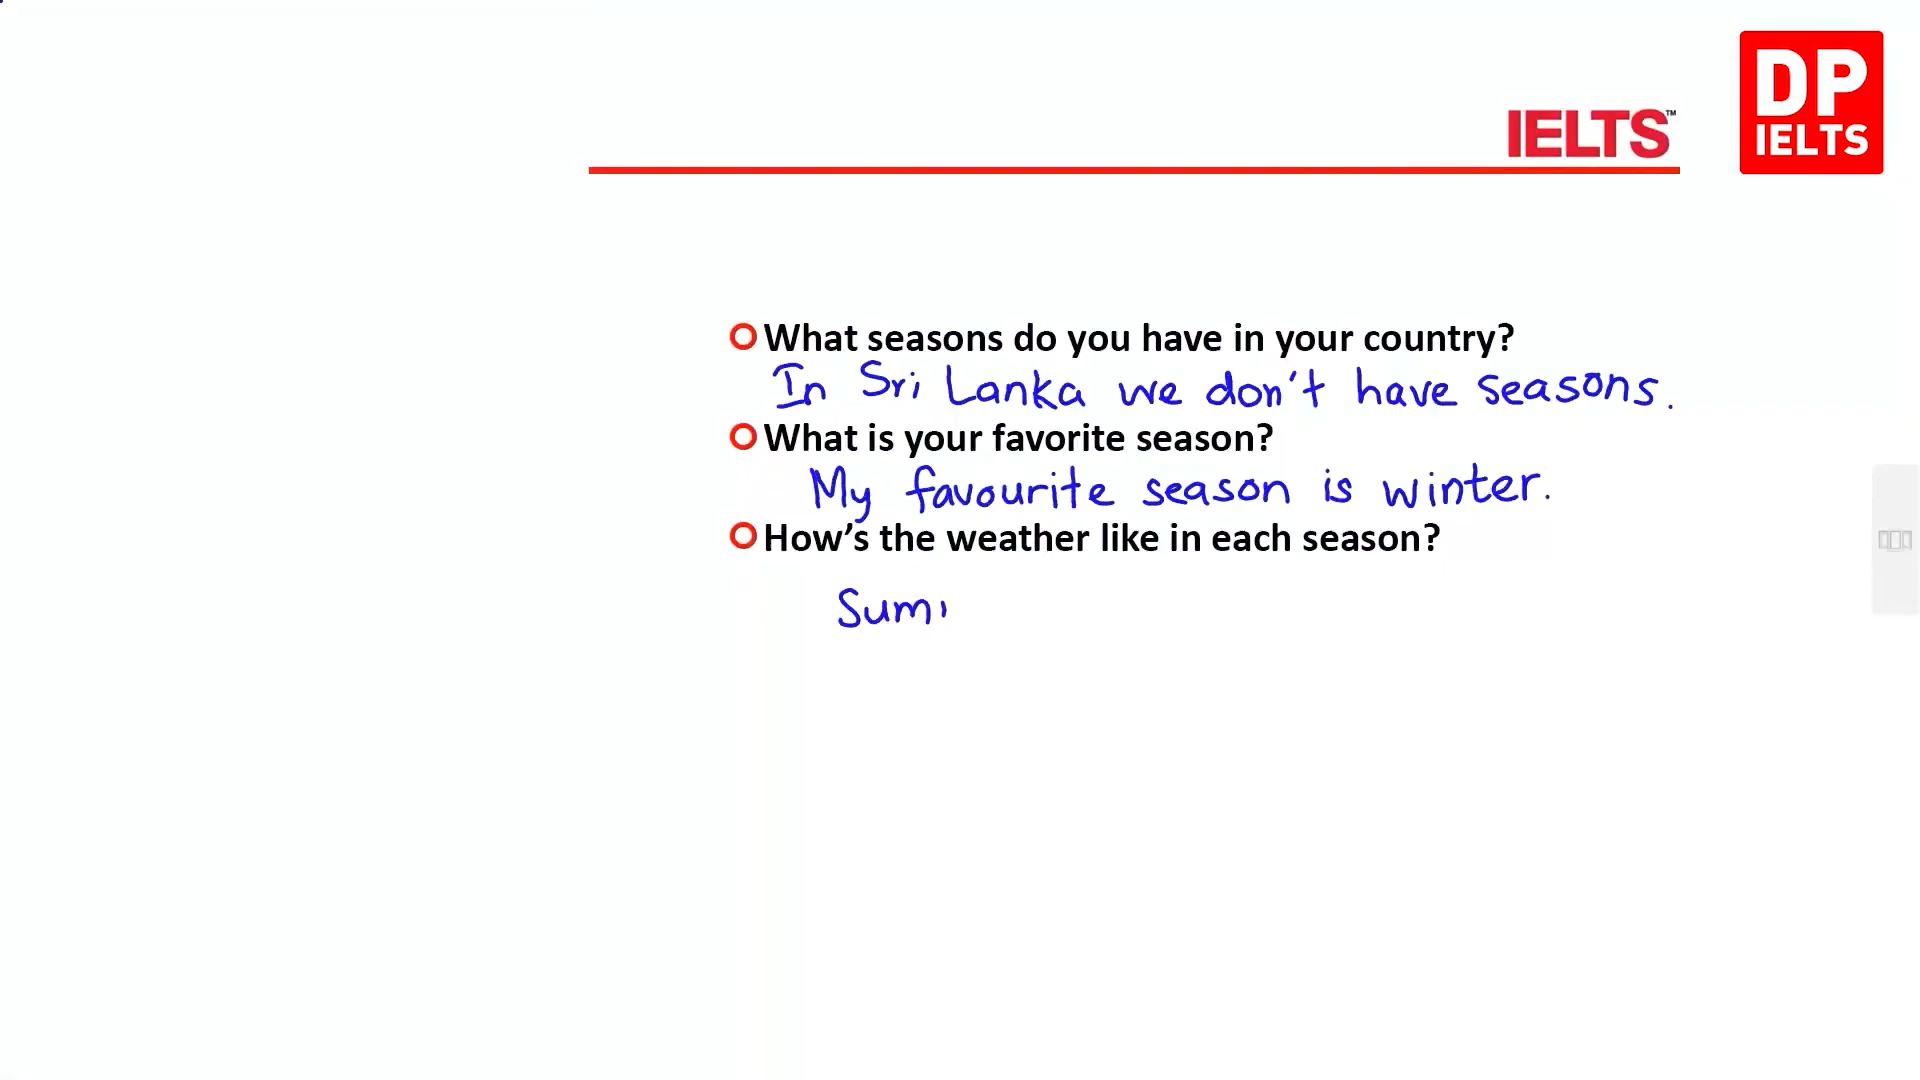 DP
IELTS
IELTS™
What seasons do you have in your country?
In Sri Lanka we don't have seasons.
What is your favorite season?
My favourite season is winter.
How's the weather like in each season?
Sum